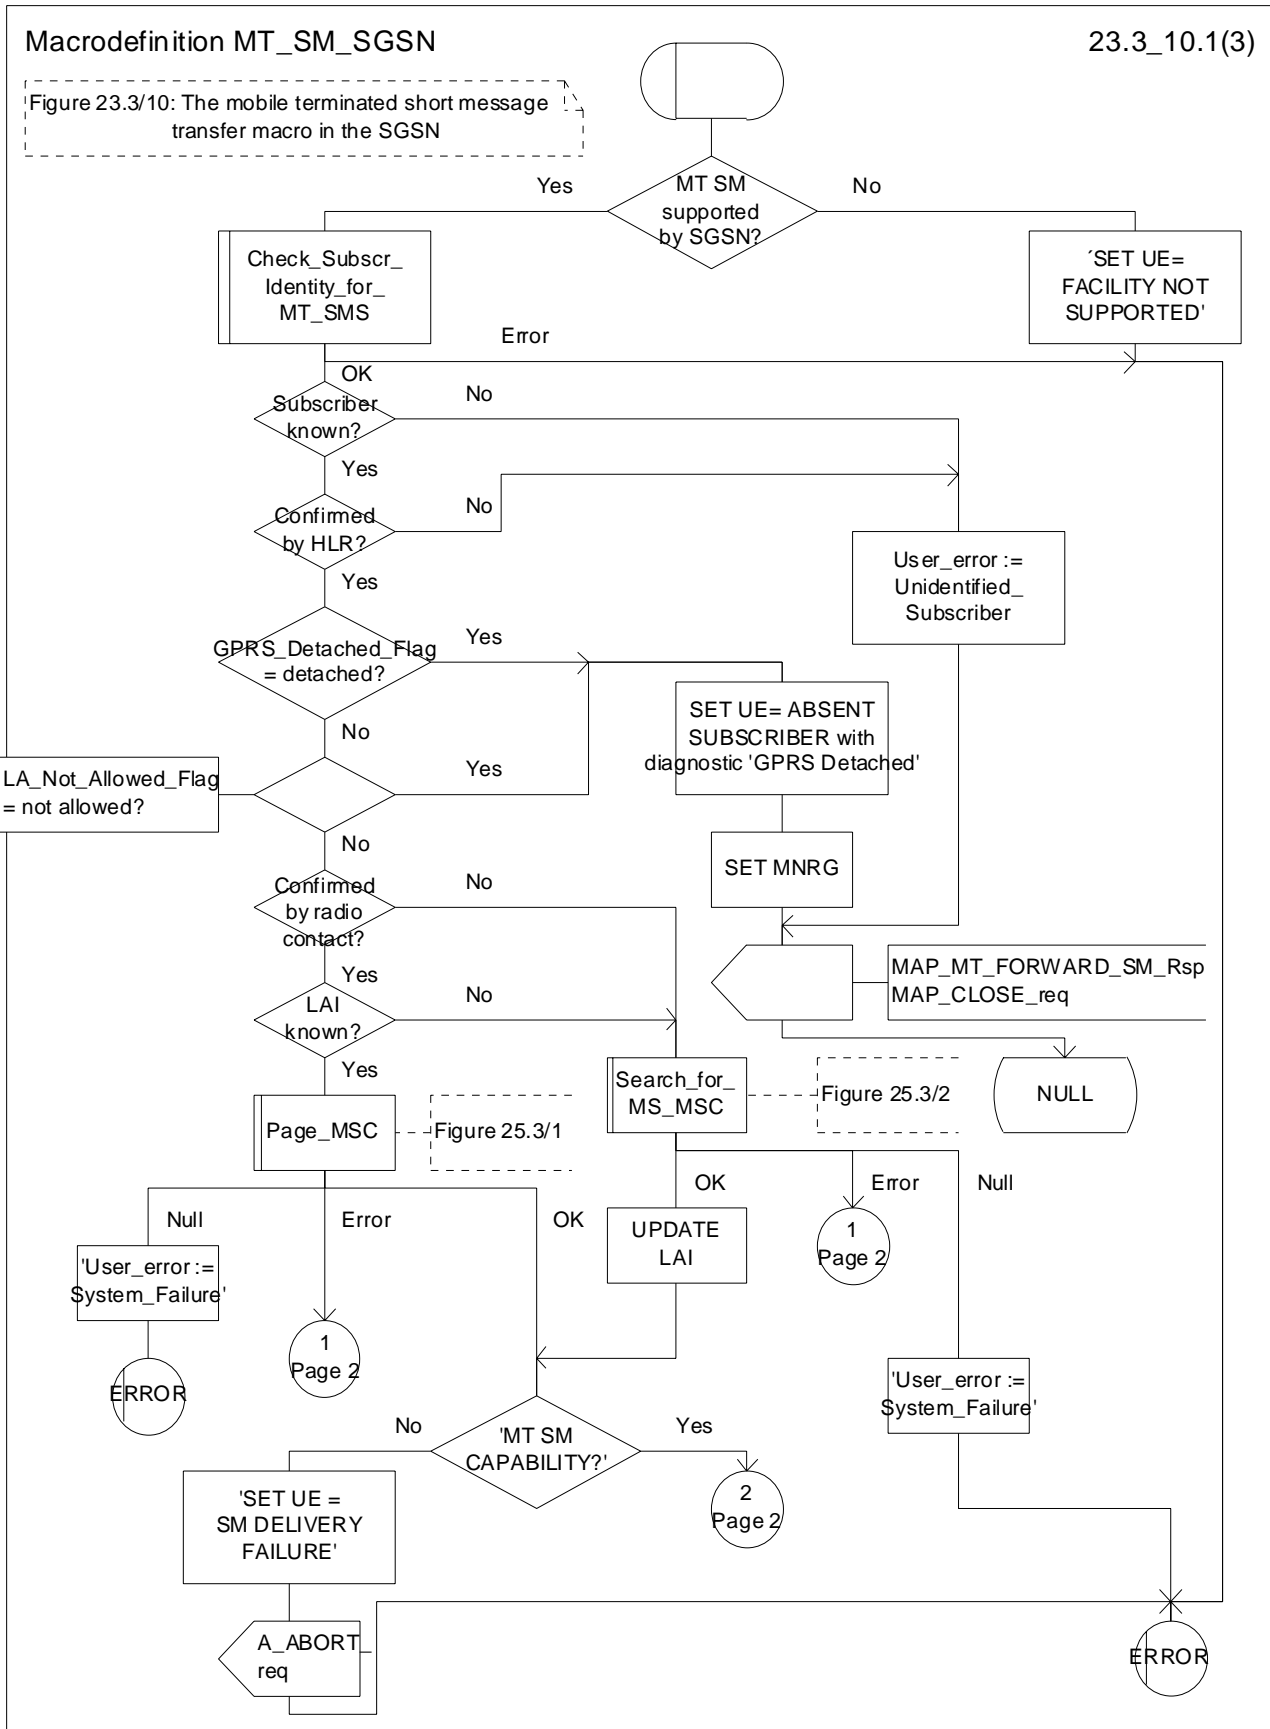 Macrodefinition MT_SM_SGSN
23.3_10.1(3)
Figure 23.3/10: The mobile terminated short message
transfer macro in the SGSN
Yes
MT SM
supported
by SGSN?
No
Check_Subscr_
Identity_for_
MT_SMS
´SET UE=
FACILITY NOT
SUPPORTED'
Error
OK
Subscriber
known?
No
Yes
Confirmed
by HLR?
No
User_error :=
Unidentified_
Subscriber
Yes
GPRS_Detached_Flag
= detached?
Yes
SET UE= ABSENT
SUBSCRIBER with
diagnostic 'GPRS Detached'
No
LA_Not_Allowed_Flag
= not allowed?
Yes
No
SET MNRG
Confirmed
by radio
contact?
No
MAP_MT_FORWARD_SM_Rsp
MAP_CLOSE_req
Yes
LAI
known?
No
Yes
Search_for_
MS_MSC
Figure 25.3/2
NULL
Page_MSC
Figure 25.3/1
OK
Error
Null
Null
Error
OK
UPDATE
LAI
1
Page 2
'User_error :=
System_Failure'
1
Page 2
ERROR
'User_error :=
System_Failure'
No
'MT SM
CAPABILITY?'
Yes
'SET UE =
SM DELIVERY
FAILURE'
2
Page 2
A_ABORT_
req
ERROR